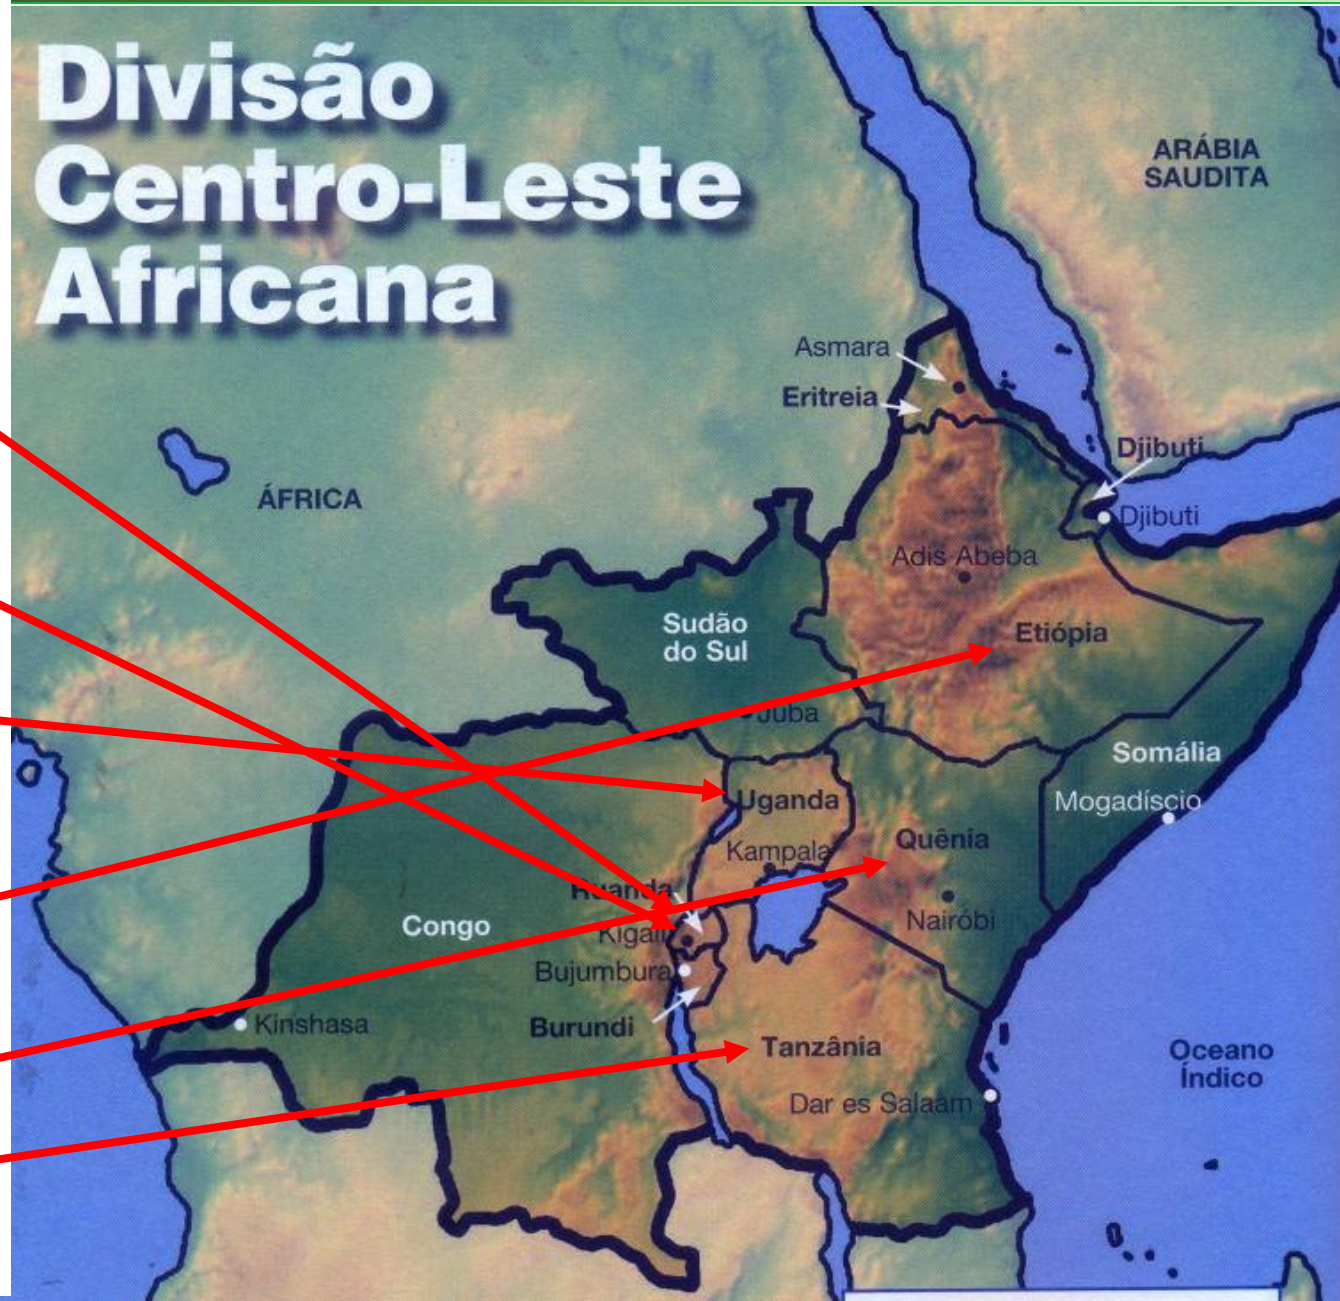 Divisão
Centro-Leste
Africana
ARÁBIA
SAUDITA
Asmara
Eritreia
Djibuti
ÁFRICA
Djibuti
Adis Abeba
Sudão
do Sul
Etiópia
Juba
Somália
Uganda
Mogadíscio
Quênia
Kampala
Ruanda
Congo
Nairóbi
Kigali
Bujumbura
Kinshasa
Burundi
Tanzânia
Oceano
Índico
Dar es Salaam